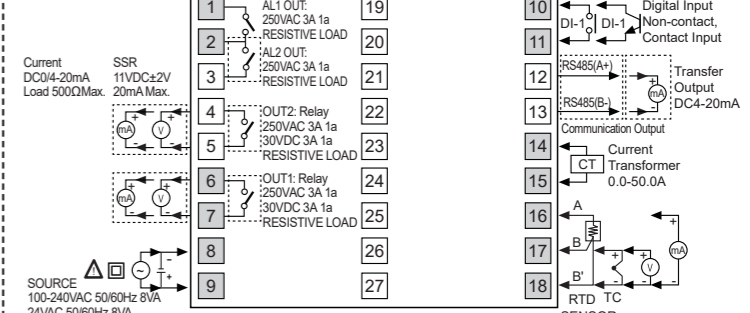 1
AL1 OUT:
250VAC 3A 1a
RESISTIVE LOAD
2
AL2 OUT:
250VAC 3A 1a
RESISTIVE LOAD
3
Current
DC0/4-20mA
Load 500ΩMax.
SSR
11VDC±2V
20mA Max.
mA
+
-
V
+
-
4
5
OUT2: Relay
250VAC 3A 1a
30VDC 3A 1a
RESISTIVE LOAD
mA
+
-
V
+
-
6
7
OUT1: Relay
250VAC 3A 1a
30VDC 3A 1a
RESISTIVE LOAD
8
9
-
+
SOURCE
100-240VAC 50/60Hz 8VA
24VAC 50/60Hz 8VA
19
20
21
22
23
24
25
26
27
10
11
DI-1
DI-1
Digital Input
Non-contact,
Contact Input
12
13
RS485(A+)
RS485(B-)
+
mA
-
Transfer
Output
DC4-20mA
Communication Output
14
15
CT
Current
Transformer
0.0-50.0A
16
17
18
A
B
B'
RTD
TC
+
-
+
V
-
+
mA
-
SENSOR